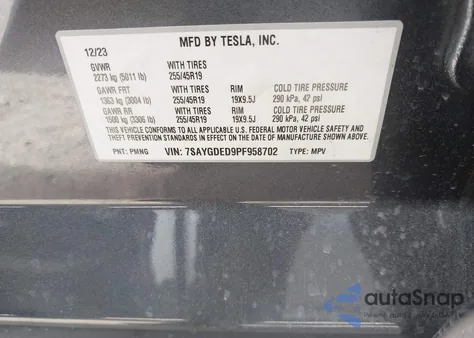 MFD BY TESLA, INC.
12/23
GVWR WITH TIRES
2273 kg (5011 lb) 255/45R19
GAWR FRT WITH TIRES RIM COLD TIRE PRESSURE
1363 kg (3004 lb) 255/45R19 19X9.5J 290 kPa, 42 psi
GAWR RR WITH TIRES RIM COLD TIRE PRESSURE
1500 kg (3306 lb) 255/45R19 19X9.5J 290 kPa, 42 psi
THIS VEHICLE CONFORMS TO ALL APPLICABLE U.S. FEDERAL MOTOR VEHICLE SAFETY AND
THEFT PREVENTION STANDARDS IN EFFECT ON THE DATE OF MANUFACTURE SHOWN ABOVE.
PNT: PMNG VIN: 7SAYGDED9PF958702 TYPE: MPV
autoSnap